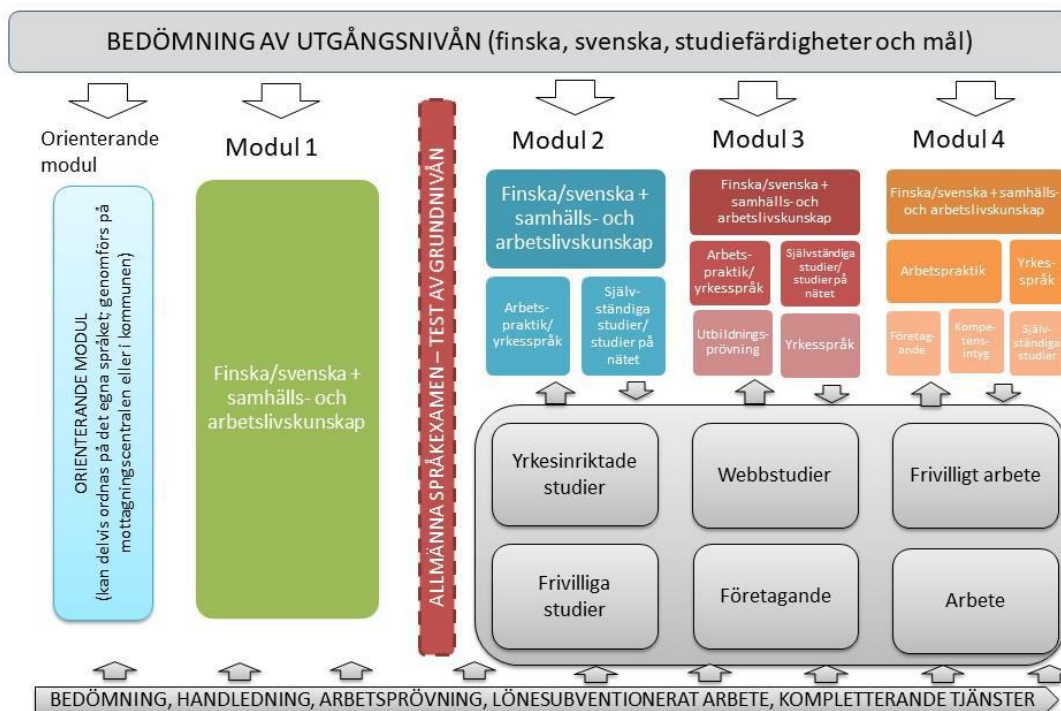 BEDÖMNING AV UTGÅNGSNIVÅN (finska, svenska, studiefärdigheter och mål)
Orienterande
modul
ORIENTERANDE MODUL
(kan delvis ordnas på det egna språket; genomförs på
mottagningscentralen eller i kommunen)
Modul 1
Finska/svenska +
samhälls- och
arbetslivskunskap
ALLMÄNNA SPRÅKEXAMEN – TEST AV GRUNDNIVÅN
Modul 2
Finska/svenska +
samhälls- och
arbetslivskunskap
Arbets-
praktik/
yrkesspråk
Själv-
ständiga
studier/
studier på
nätet
Modul 3
Finska/svenska +
samhälls- och
arbetslivskunskap
Arbets-
praktik/
yrkesspråk
Självständiga
studier/
studier på
nätet
Utbildnings-
prövning
Yrkesspråk
Modul 4
Finska/svenska + samhälls-
och arbetslivskunskap
Arbetspraktik
Yrkes-
språk
Företag-
ande
Kompe-
tens-
intyg
Själv-
ständiga
studier
Yrkesinriktade
studier
Webbstudier
Frivilligt arbete
Frivilliga
studier
Företagande
Arbete
BEDÖMNING, HANDLEDNING, ARBETSPRÖVNING, LÖNESUBVENTIONERAT ARBETE, KOMPLETTERANDE TJÄNSTER